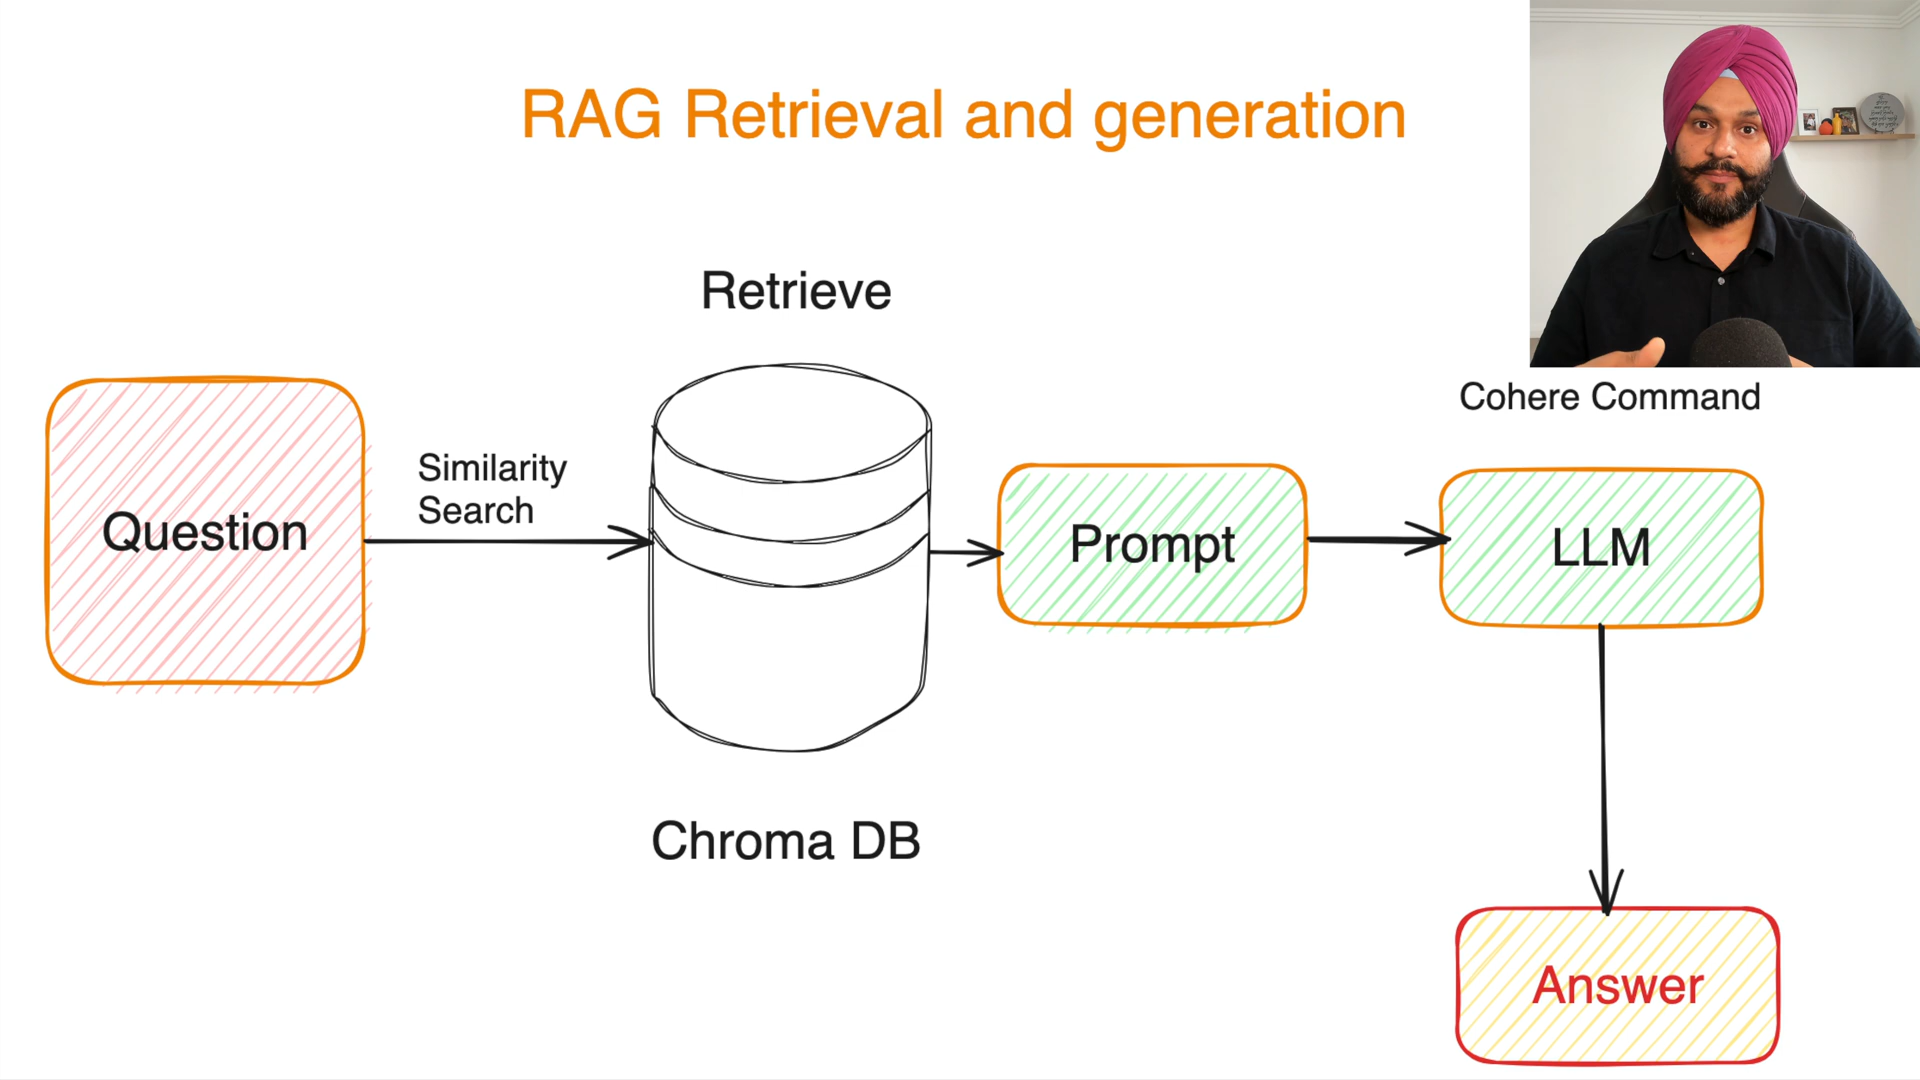 RAG Retrieval and generation
Retrieve
Cohere Command
Question
Similarity
Search
Prompt
LLM
Chroma DB
Answer